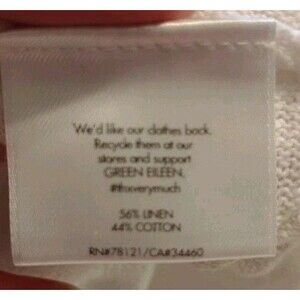 We'd like our clothes back.
Recycle them at our
stores and support
GREEN EILEEN.
#thxverymuch
56% LINEN
44% COTTON
RN#78121/CA#34460